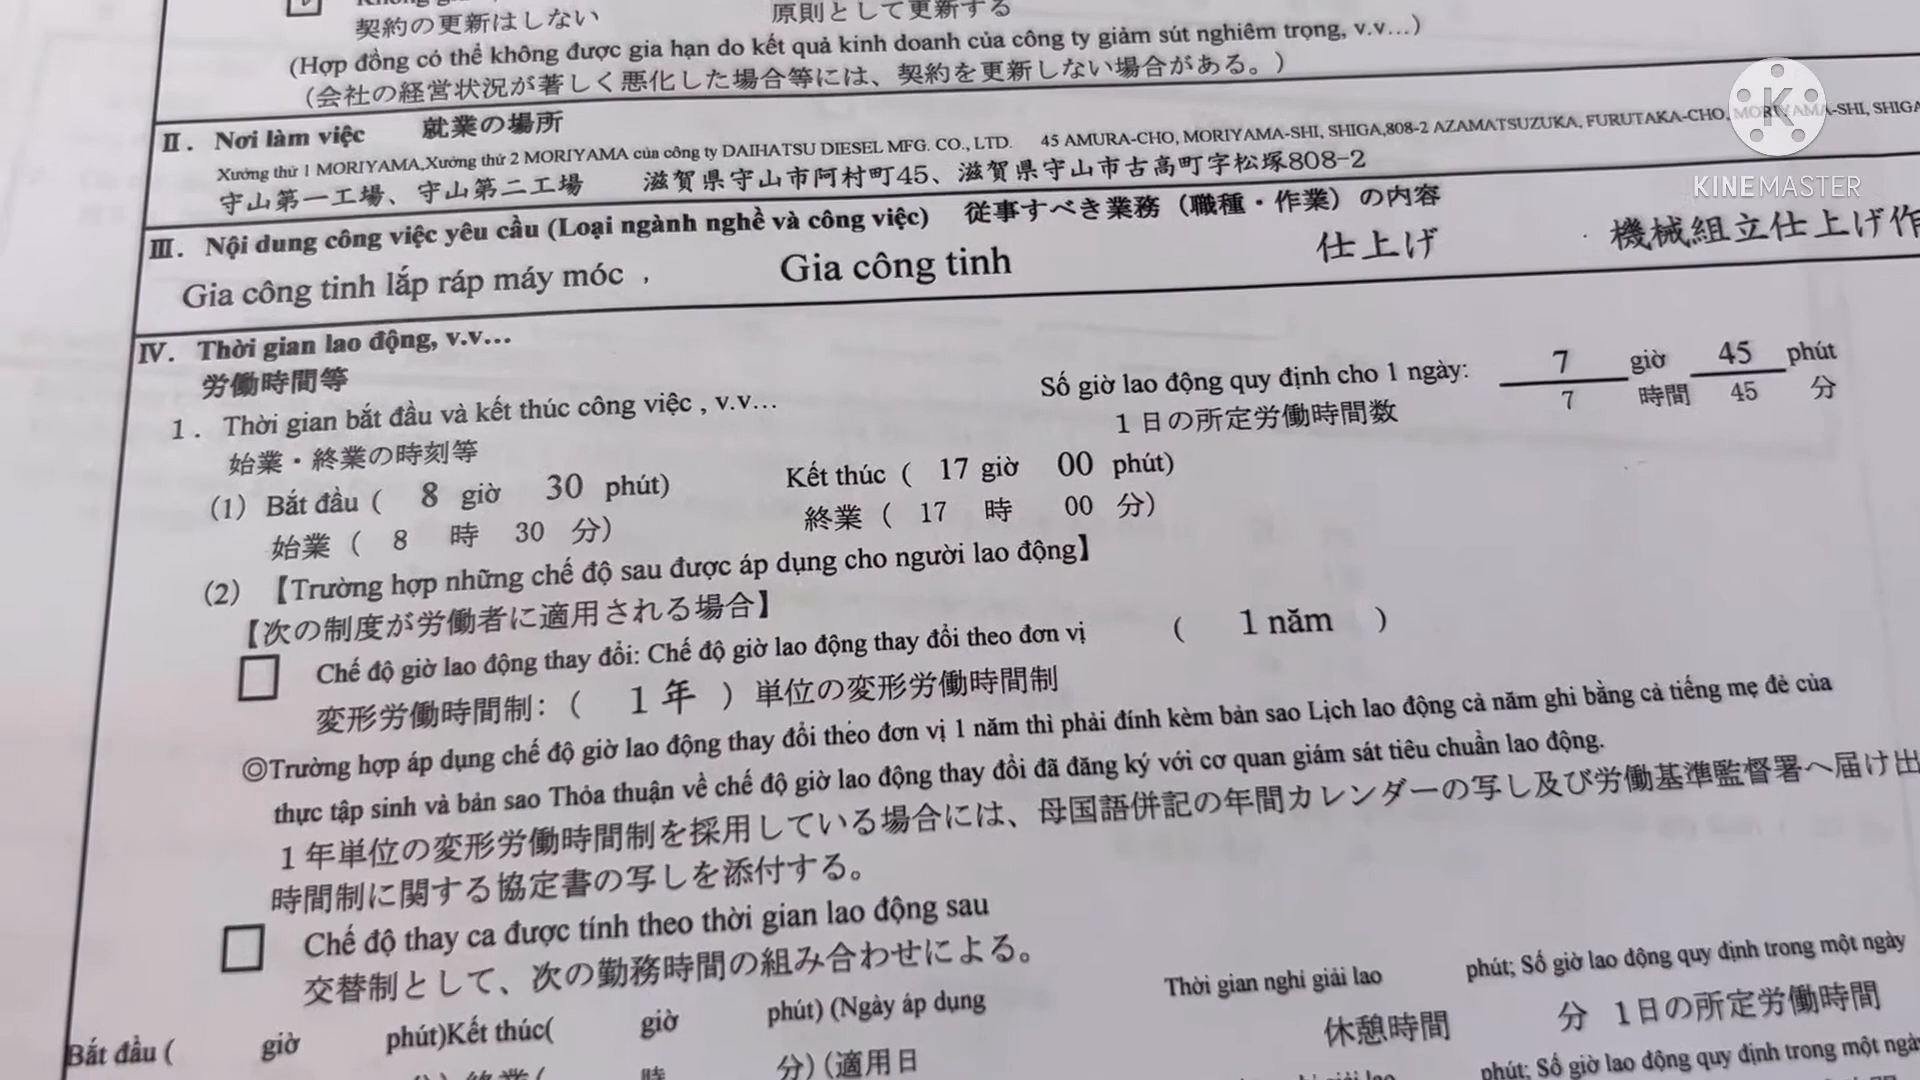 契約の更新はしない 原則として更新する
(Hợp đồng có thể không được gia hạn do kết quả kinh doanh của công ty giảm sút nghiêm trọng, v.v…)
(会社の経営状況が著しく悪化した場合等には、契約を更新しない場合がある。)
II. Nơi làm việc 就業の場所
Xưởng thứ 1 MORIYAMA,Xưởng thứ 2 MORIYAMA của công ty DAIHATSU DIESEL MFG. CO., LTD. 45 AMURA-CHO, MORIYAMA-SHI, SHIGA,808-2 AZAMATSUZUKA, FURUTAKA-CHO, MORIYAMA-SHI, SHIGA
守山第一工場、守山第二工場 滋賀県守山市阿村町45、滋賀県守山市古高町字松塚808-2
KINEMASTER
III. Nội dung công việc yêu cầu (Loại ngành nghề và công việc) 従事すべき業務（職種・作業）の内容
Gia công tinh lắp ráp máy móc , Gia công tinh 仕上げ ・ 機械組立仕上げ作
IV. Thời gian lao động, v.v…
労働時間等
1. Thời gian bắt đầu và kết thúc công việc , v.v… Số giờ lao động quy định cho 1 ngày: 7 giờ 45 phút
始業・終業の時刻等 1日の所定労働時間数 7 時間 45 分
(1) Bắt đầu ( 8 giờ 30 phút) Kết thúc ( 17 giờ 00 phút)
始業 ( 8 時 30 分) 終業 ( 17 時 00 分)
(2) 【Trường hợp những chế độ sau được áp dụng cho người lao động】
【次の制度が労働者に適用される場合】
Chế độ giờ lao động thay đổi: Chế độ giờ lao động thay đổi theo đơn vị ( 1 năm )
変形労働時間制: ( 1年 ) 単位の変形労働時間制
◎Trường hợp áp dụng chế độ giờ lao động thay đổi theo đơn vị 1 năm thì phải đính kèm bản sao Lịch lao động cả năm ghi bằng cả tiếng mẹ đẻ của
thực tập sinh và bản sao Thỏa thuận về chế độ giờ lao động thay đổi đã đăng ký với cơ quan giám sát tiêu chuẩn lao động.
1年単位の変形労働時間制を採用している場合には、母国語併記の年間カレンダーの写し及び労働基準監督署へ届け出
時間制に関する協定書の写しを添付する。
Chế độ thay ca được tính theo thời gian lao động sau
交替制として、次の勤務時間の組み合わせによる。
Bắt đầu ( giờ phút)Kết thúc( giờ phút) (Ngày áp dụng Thời gian nghỉ giải lao phút; Số giờ lao động quy định trong một ngày
終業( 時 分) (適用日 休憩時間 分 1日の所定労働時間
phút; Số giờ lao động quy định trong một ngày